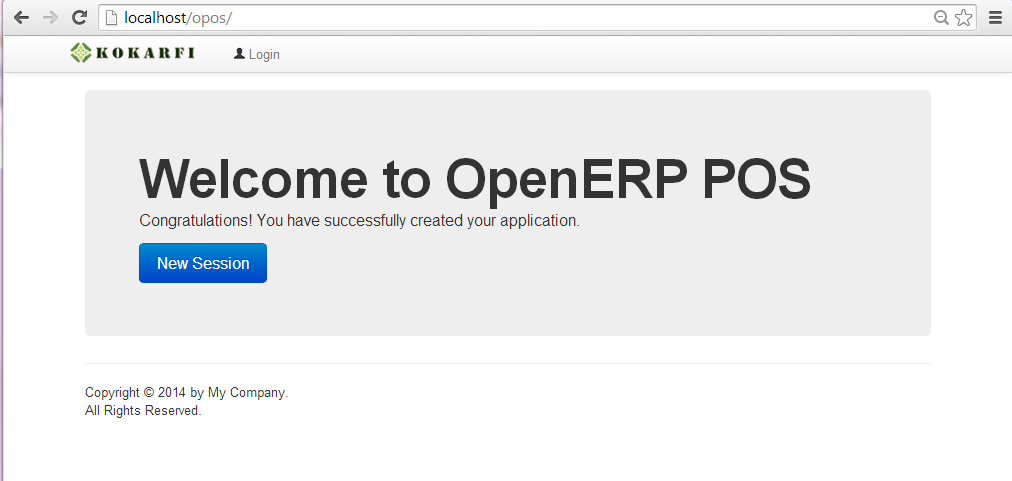 localhost/opos/
KOKARFI Login
Welcome to OpenERP POS
Congratulations! You have successfully created your application.
New Session
Copyright © 2014 by My Company.
All Rights Reserved.